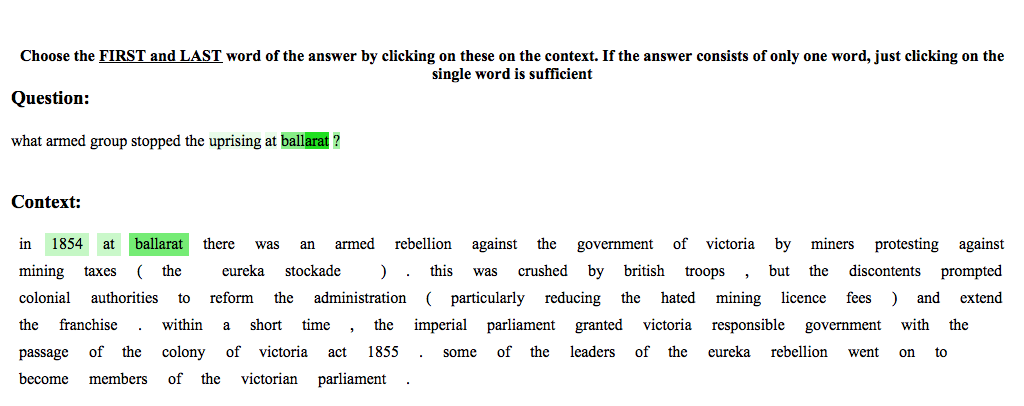 Choose the FIRST and LAST word of the answer by clicking on these on the context. If the answer consists of only one word, just clicking on the
single word is sufficient
Question:
what armed group stopped the uprising at ballarat ?
Context:
in 1854 at ballarat there was an armed rebellion against the government of victoria by miners protesting against
mining taxes ( the eureka stockade ) . this was crushed by british troops , but the discontents prompted
colonial authorities to reform the administration ( particularly reducing the hated mining licence fees ) and extend
the franchise . within a short time , the imperial parliament granted victoria responsible government with the
passage of the colony of victoria act 1855 . some of the leaders of the eureka rebellion went on to
become members of the victorian parliament .